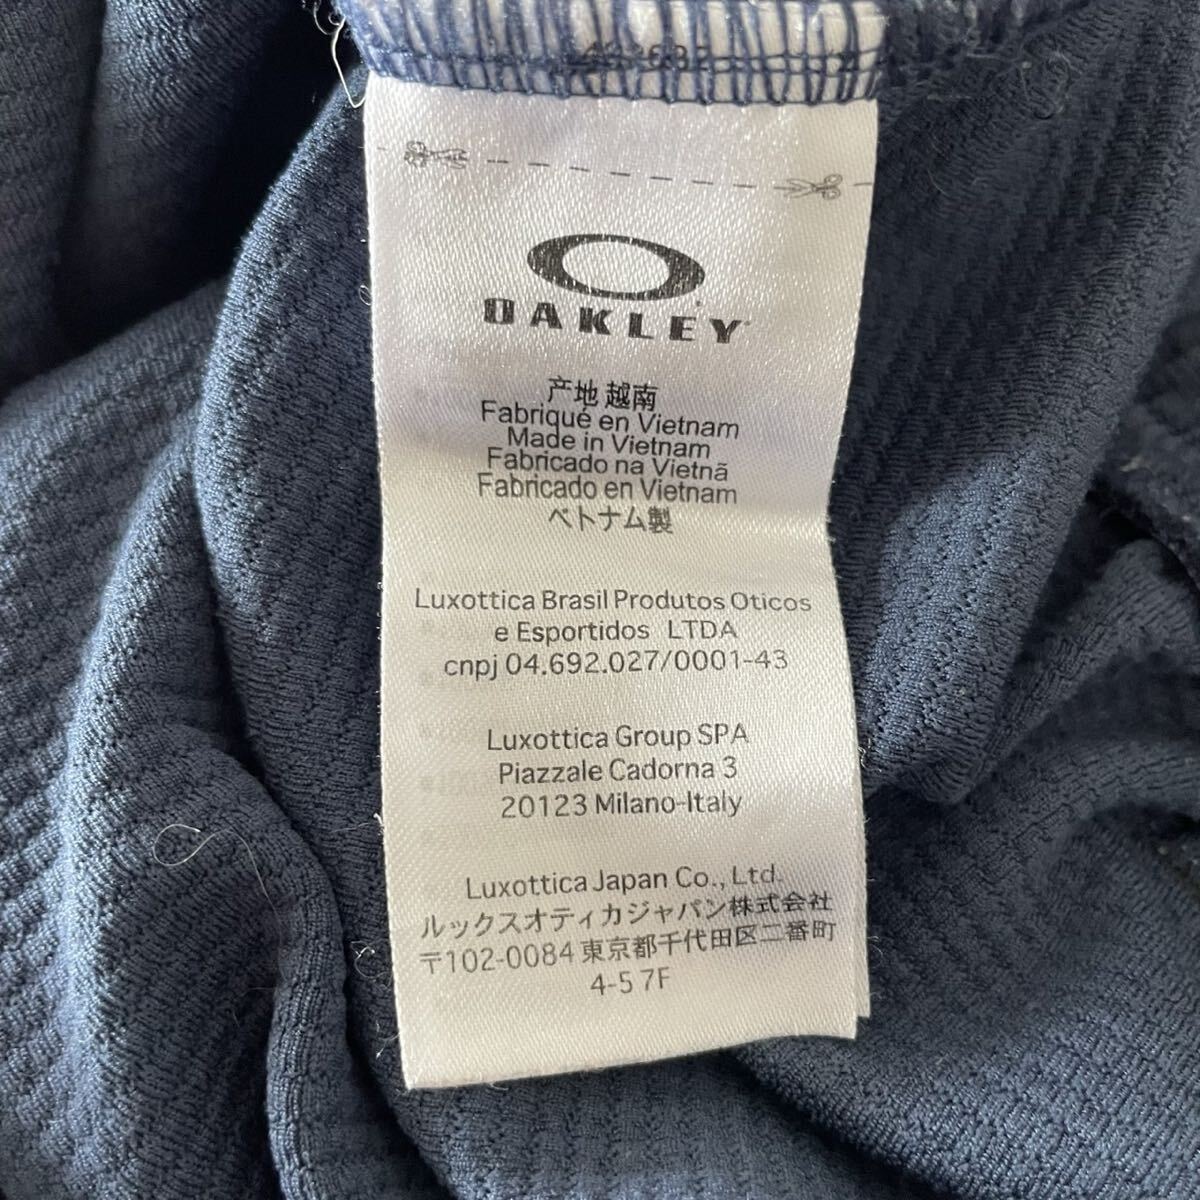 OAKLEY
产地 越南
Fabriqué en Vietnam
Made in Vietnam
Fabricado na Vietnã
Fabricado en Vietnam
ベトナム製
Luxottica Brasil Produtos Oticos
e Esportidos LTDA
cnpj 04.692.027/0001-43
Luxottica Group SPA
Piazzale Cadorna 3
20123 Milano-Italy
Luxottica Japan Co., Ltd.
ルックスオティカジャパン株式会社
〒102-0084 東京都千代田区二番町
4-5 7F